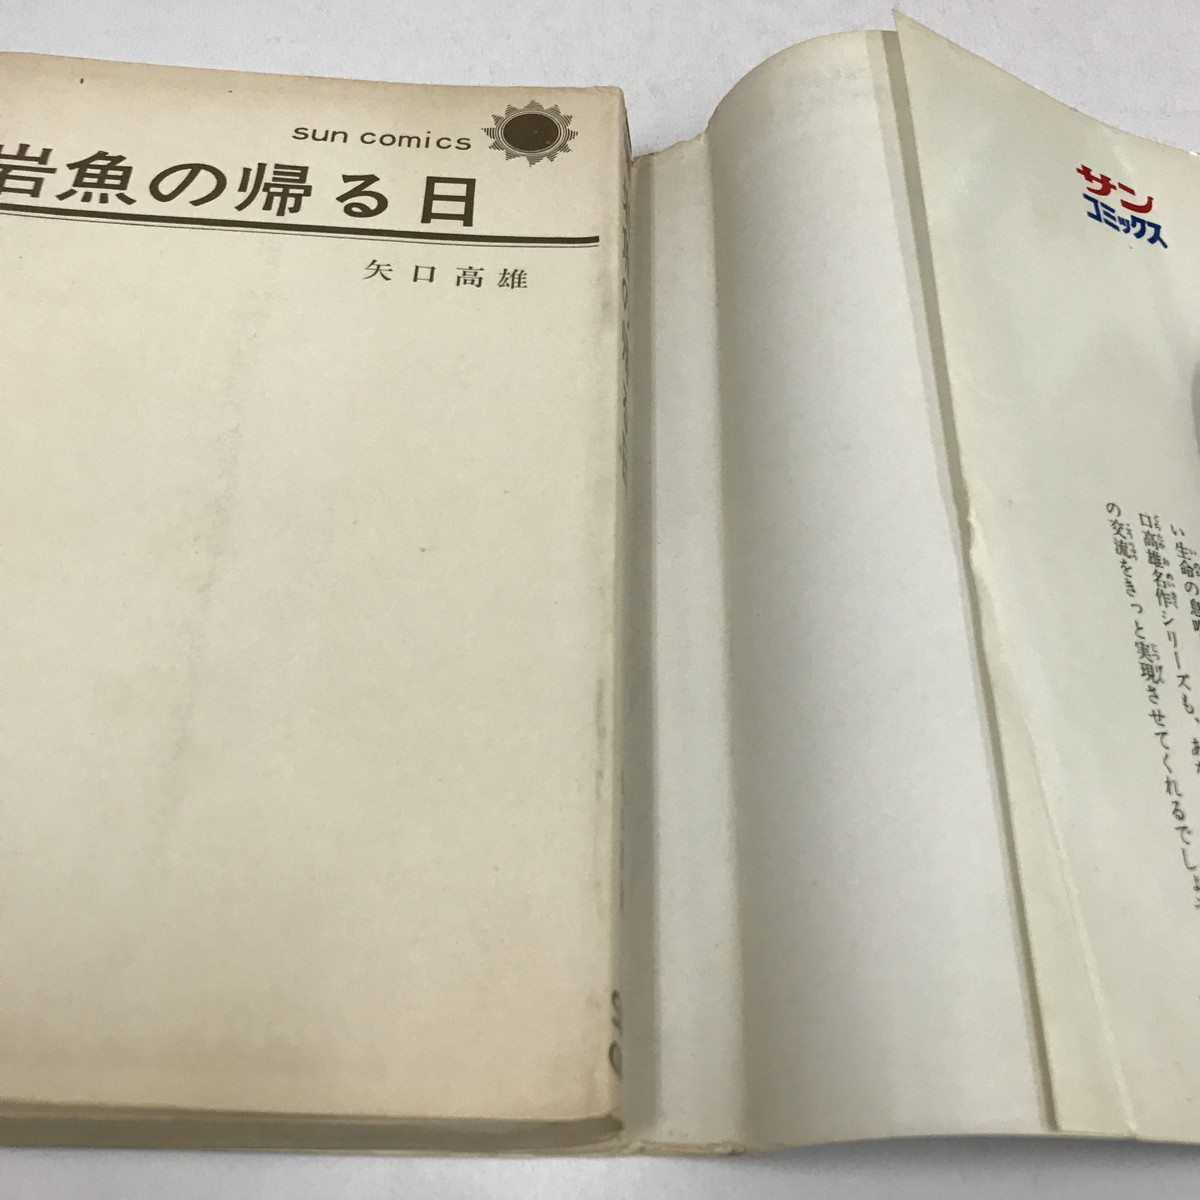 sun comics
岩魚の帰る日
矢口高雄
サン
コミックス
い生命の息
口高雄名作シリーズも、あ
の交流をきっと実現させてくれるでしょう